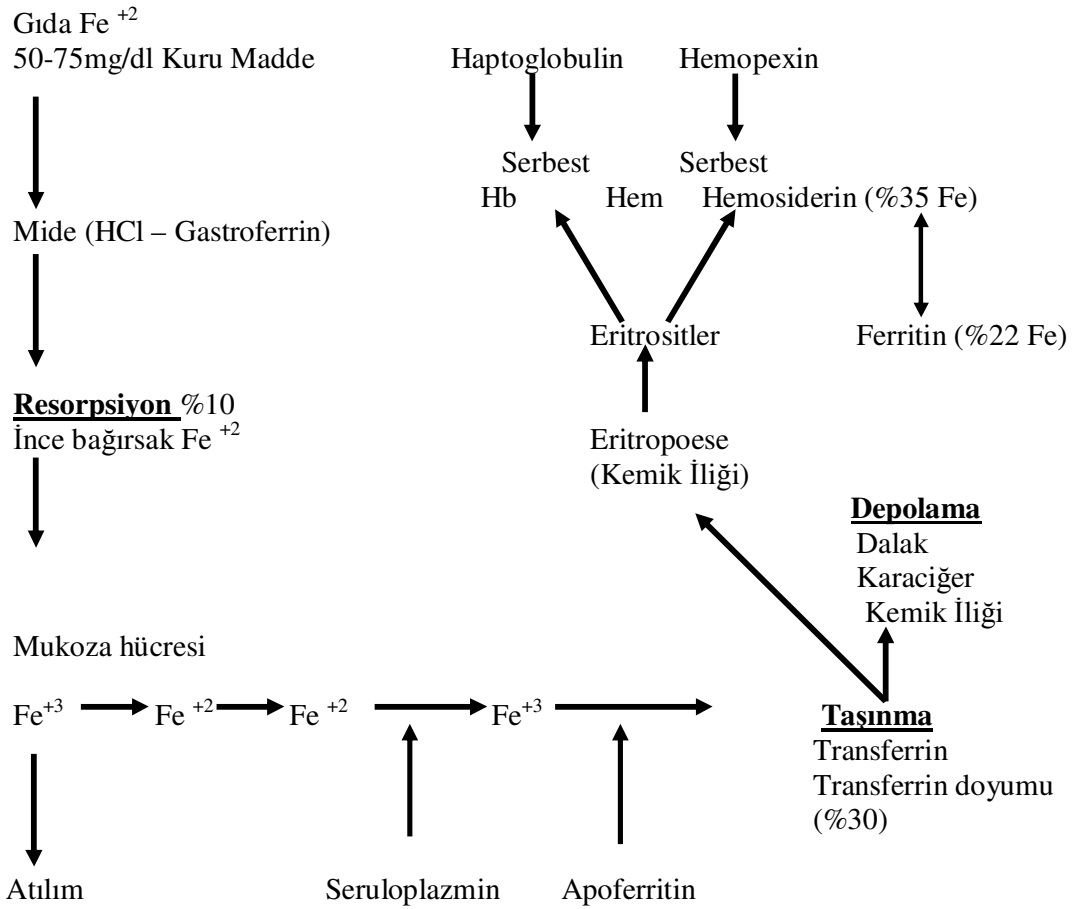 Gıda Fe +2
50-75mg/dl Kuru Madde
Haptoglobulin Hemopexin
Serbest Serbest
Hb Hem Hemosiderin (%35 Fe)
Mide (HCl – Gastroferrin)
Eritrositler Ferritin (%22 Fe)
Resorpsiyon %10
İnce bağırsak Fe +2
Eritropoese
(Kemik İliği)
Depolama
Dalak
Karaciğer
Kemik İliği
Mukoza hücresi
Fe+3 Fe +2 Fe +2 Fe+3
Taşınma
Transferrin
Transferrin doyumu
(%30)
Atılım Seruloplazmin Apoferritin